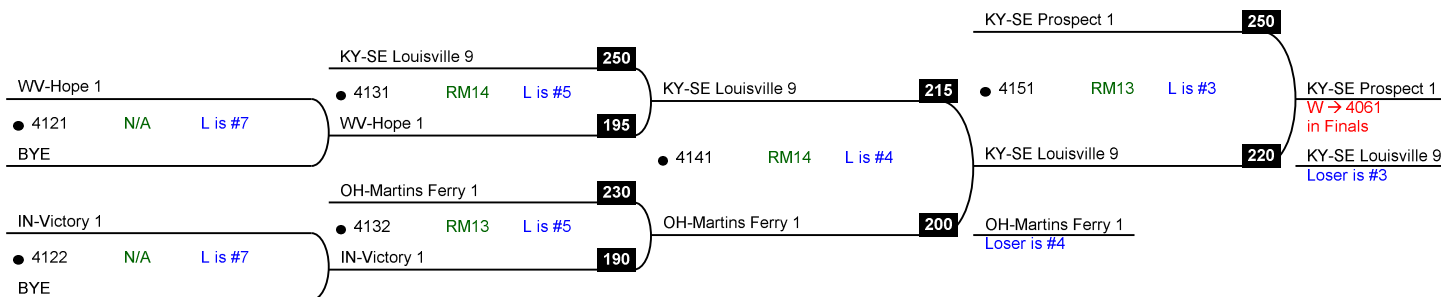 KY-SE Prospect 1 250
KY-SE Louisville 9 250
WV-Hope 1
4131 RM14 L is #5
KY-SE Louisville 9 215
4151 RM13 L is #3
KY-SE Prospect 1
W → 4061
in Finals
4121 N/A L is #7
WV-Hope 1 195
BYE
4141 RM14 L is #4
KY-SE Louisville 9 220
KY-SE Louisville 9
Loser is #3
OH-Martins Ferry 1 230
IN-Victory 1
4132 RM13 L is #5
OH-Martins Ferry 1 200
OH-Martins Ferry 1
Loser is #4
4122 N/A L is #7
IN-Victory 1 190
BYE